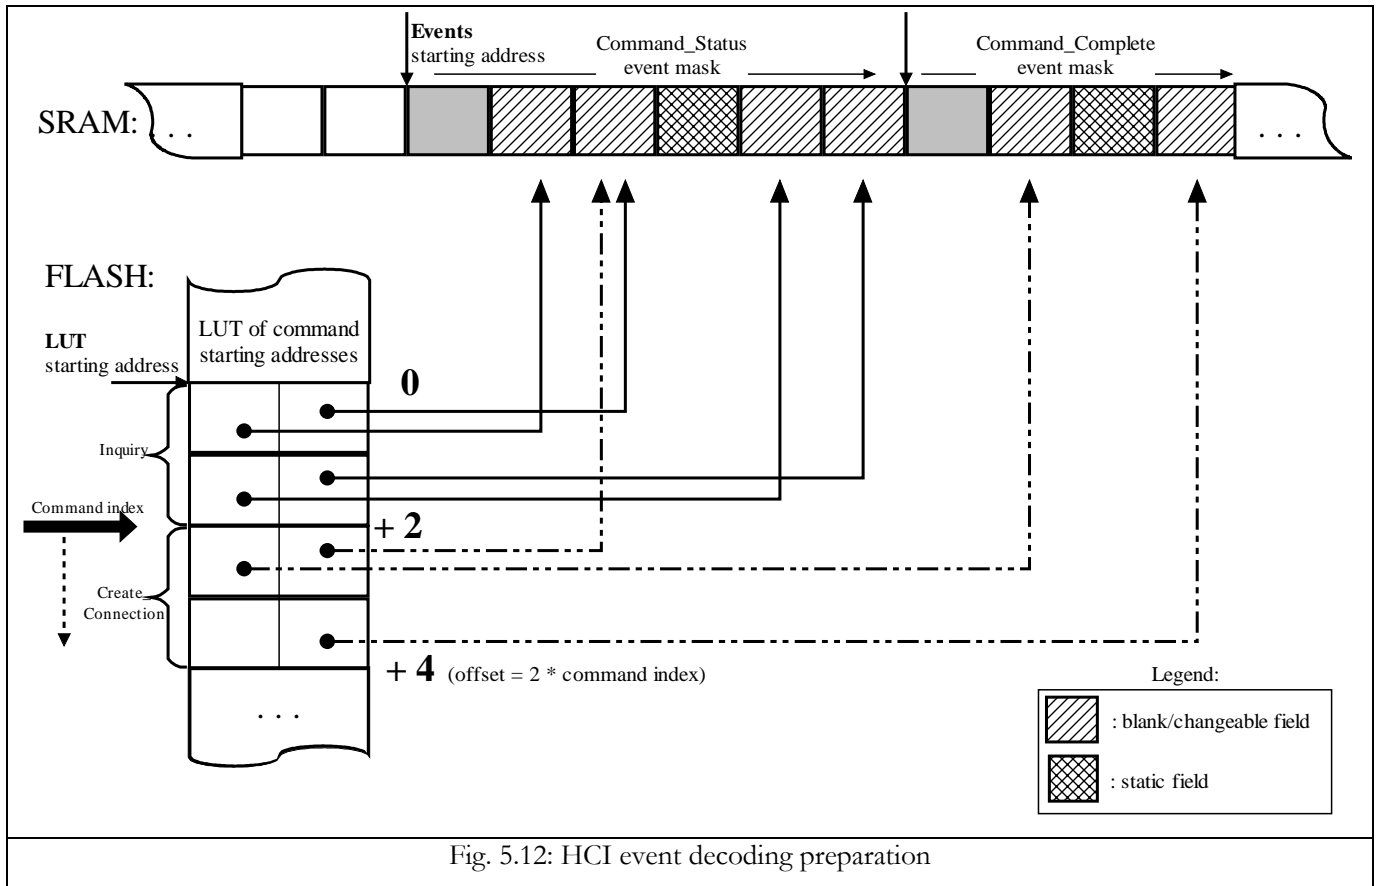 Events
starting address
Command_Status
event mask
Command_Complete
event mask
SRAM:
. . .
. . .
FLASH:
LUT of command
starting addresses
LUT
starting address
0
Inquiry
Command index
+ 2
Create_
Connection
+ 4 (offset = 2 * command index)
. . .
Legend:
: blank/changeable field
: static field
Fig. 5.12: HCI event decoding preparation